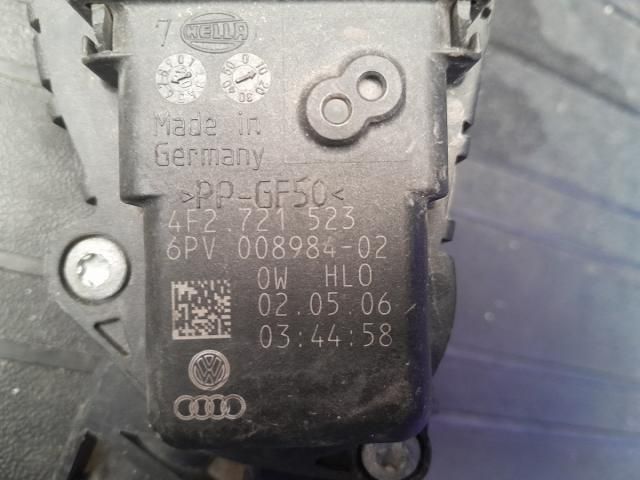 7 HELLA
Made in
Germany
>PP-GF50<
4F2.721 523
6PV 008984-02
0W HLO
02.05.06
03:44:58